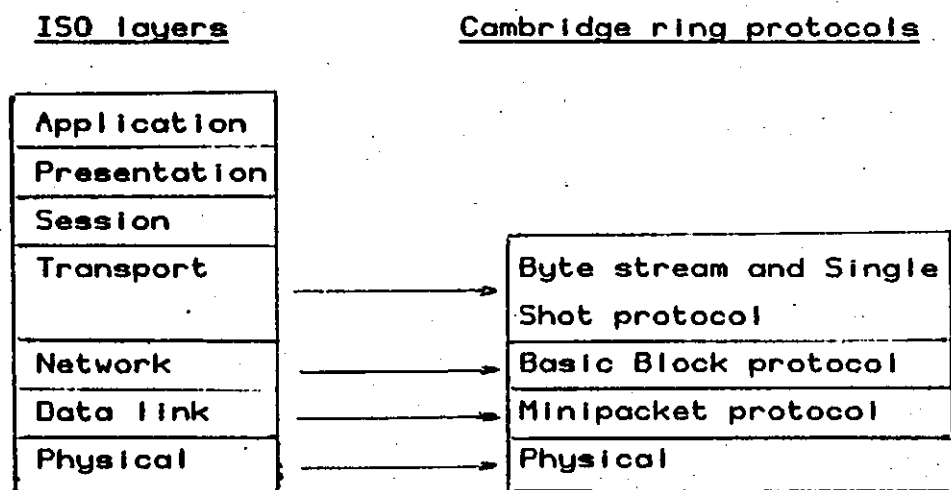 ISO layers
Cambridge ring protocols
Application
Presentation
Session
Transport
Byte stream and Single
Shot protocol
Network
Basic Block protocol
Data link
Minipacket protocol
Physical
Physical